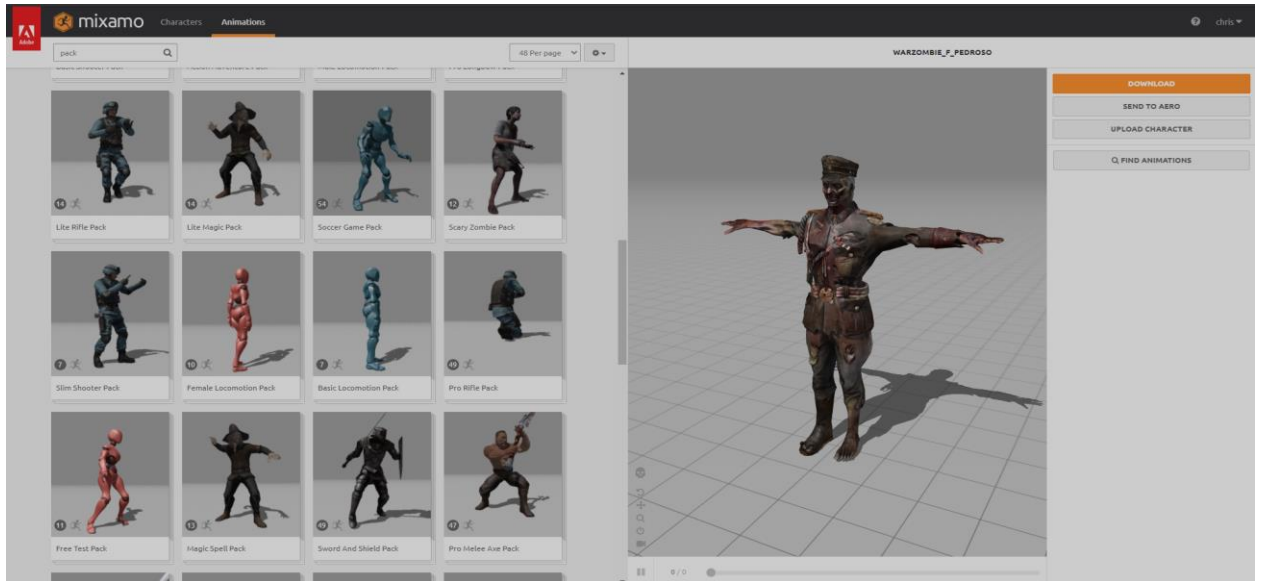 mixamo Characters Animations chris
Adobe
pack 48 Per page WARZOMBIE_F_PEDROSO
DOWNLOAD
SEND TO AERO
UPLOAD CHARACTER
FIND ANIMATIONS
14 14 54 12
Lite Rifle Pack Lite Magic Pack Soccer Game Pack Scary Zombie Pack
7 10 7 49
Slim Shooter Pack Female Locomotion Pack Basic Locomotion Pack Pro Rifle Pack
11 13 49 47
Free Test Pack Magic Spell Pack Sword And Shield Pack Pro Melee Axe Pack
0 / 0